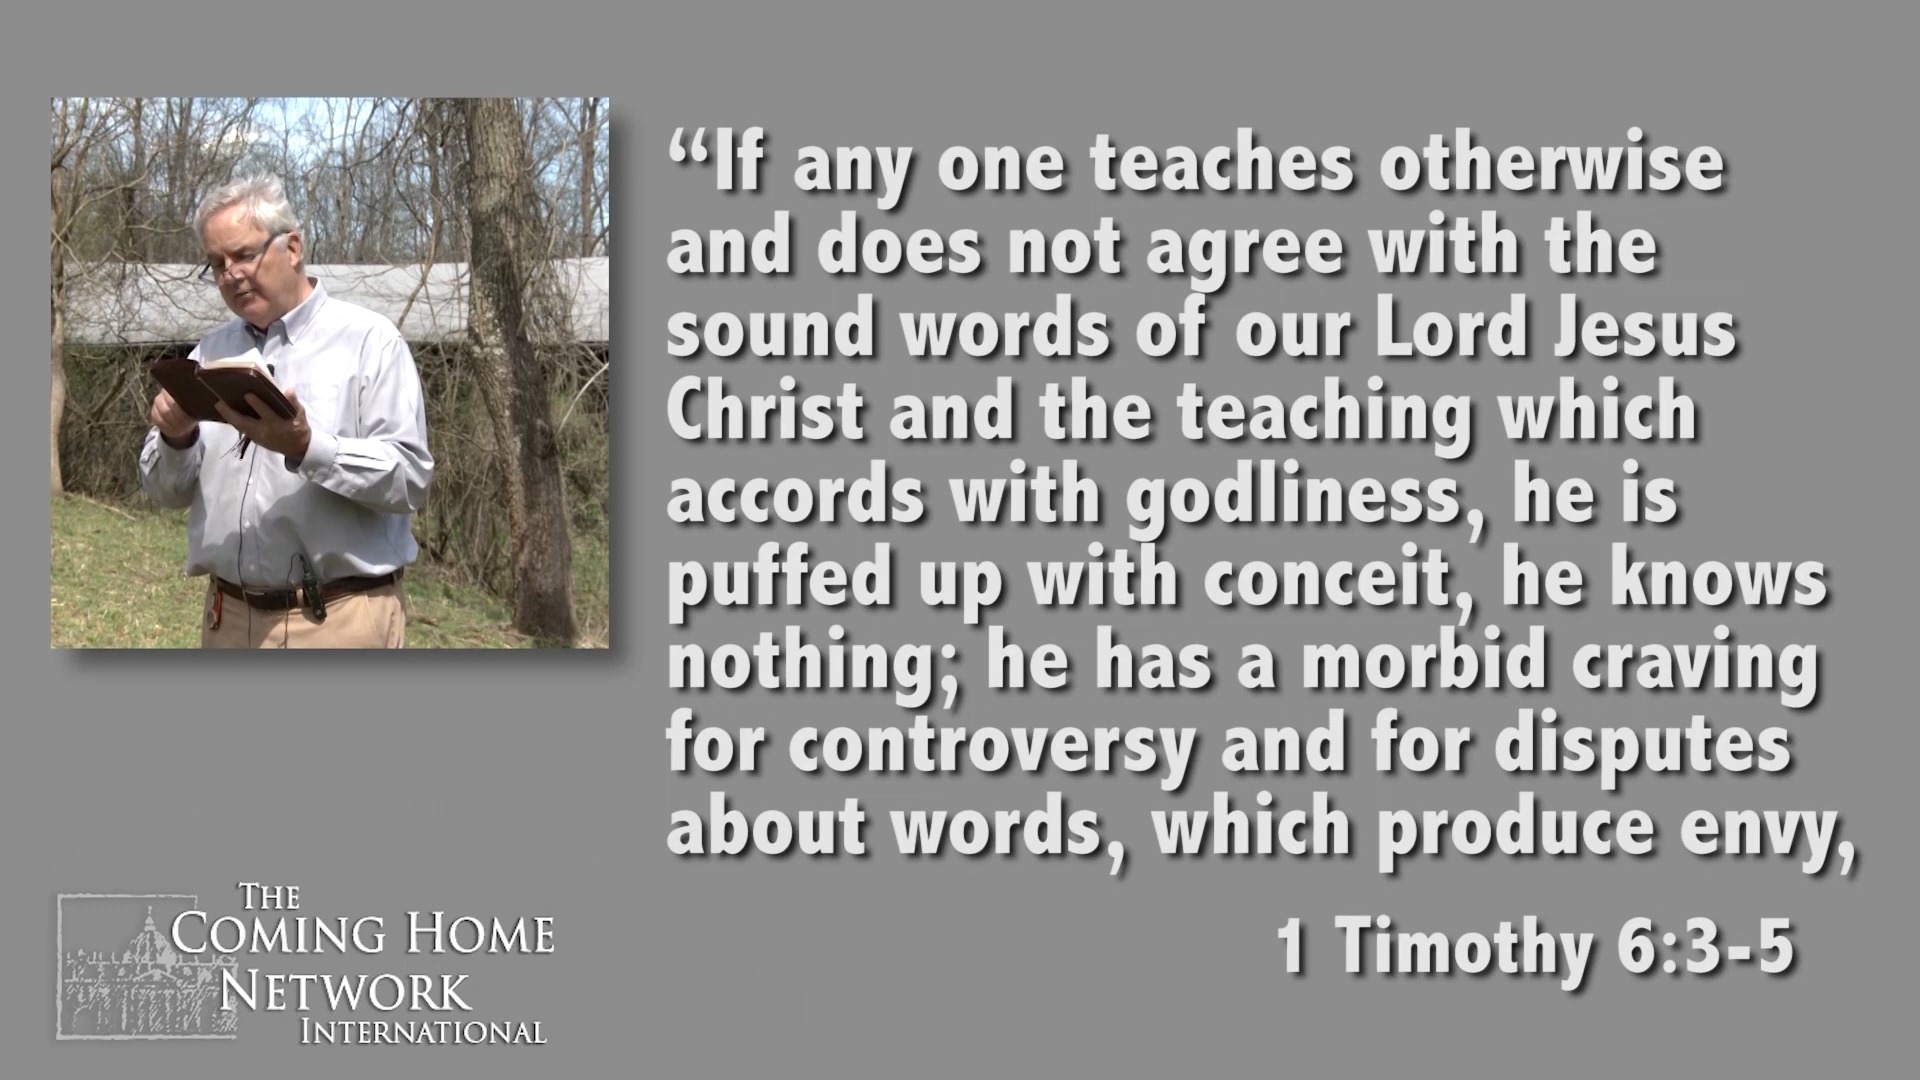 “If any one teaches otherwise
and does not agree with the
sound words of our Lord Jesus
Christ and the teaching which
accords with godliness, he is
puffed up with conceit, he knows
nothing; he has a morbid craving
for controversy and for disputes
about words, which produce envy,
1 Timothy 6:3-5
THE
COMING HOME
NETWORK
INTERNATIONAL